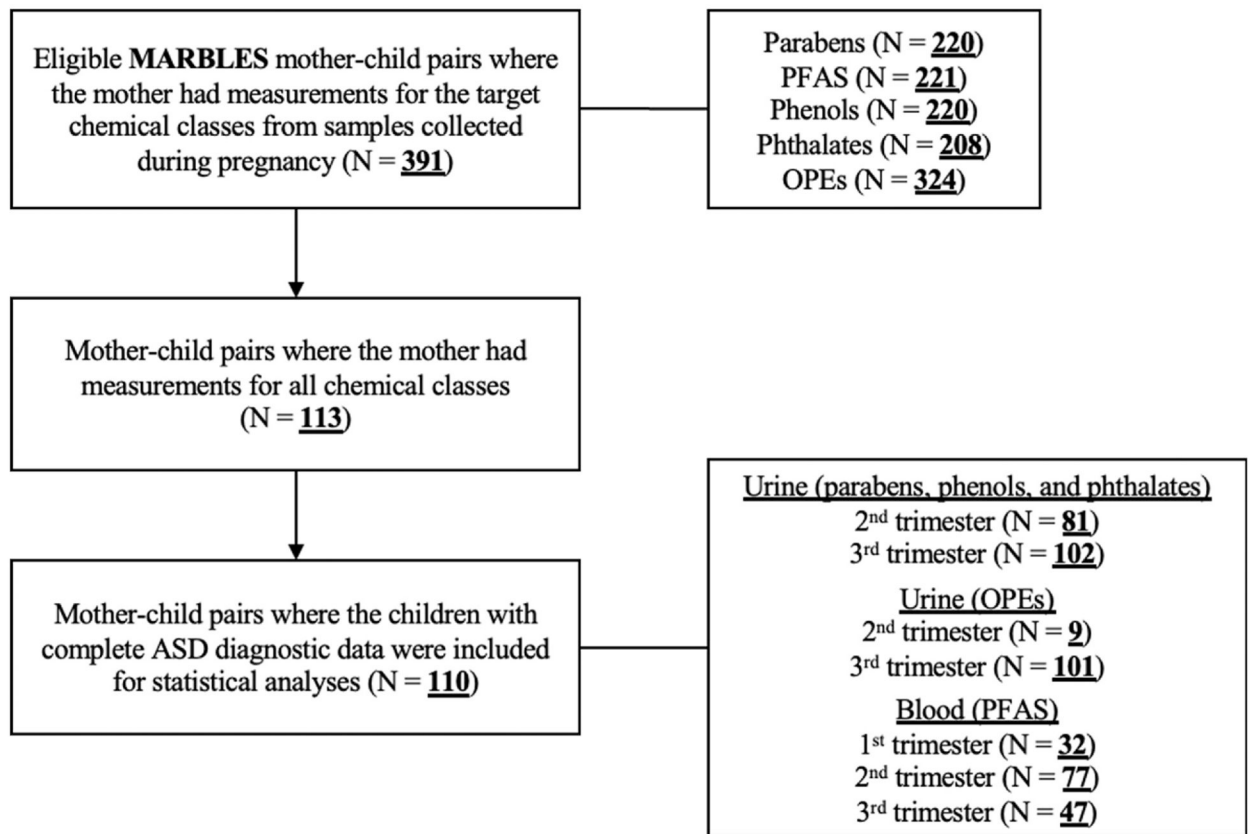 Eligible MARBLES mother-child pairs where
the mother had measurements for the target
chemical classes from samples collected
during pregnancy (N = 391)
Parabens (N = 220)
PFAS (N = 221)
Phenols (N = 220)
Phthalates (N = 208)
OPEs (N = 324)
Mother-child pairs where the mother had
measurements for all chemical classes
(N = 113)
Mother-child pairs where the children with
complete ASD diagnostic data were included
for statistical analyses (N = 110)
Urine (parabens, phenols, and phthalates)
2nd trimester (N = 81)
3rd trimester (N = 102)
Urine (OPEs)
2nd trimester (N = 9)
3rd trimester (N = 101)
Blood (PFAS)
1st trimester (N = 32)
2nd trimester (N = 77)
3rd trimester (N = 47)